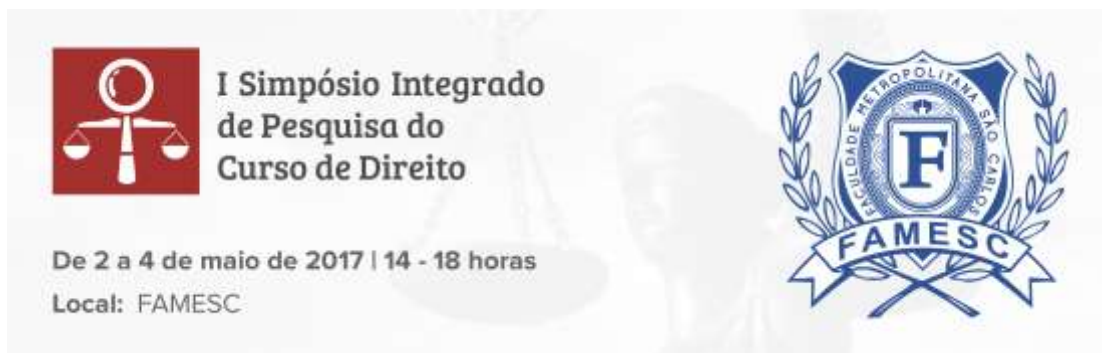 I Simpósio Integrado
de Pesquisa do
Curso de Direito
De 2 a 4 de maio de 2017 | 14 - 18 horas
Local: FAMESC
FACULDADE METROPOLITANA SÃO CARLOS
F
FAMESC